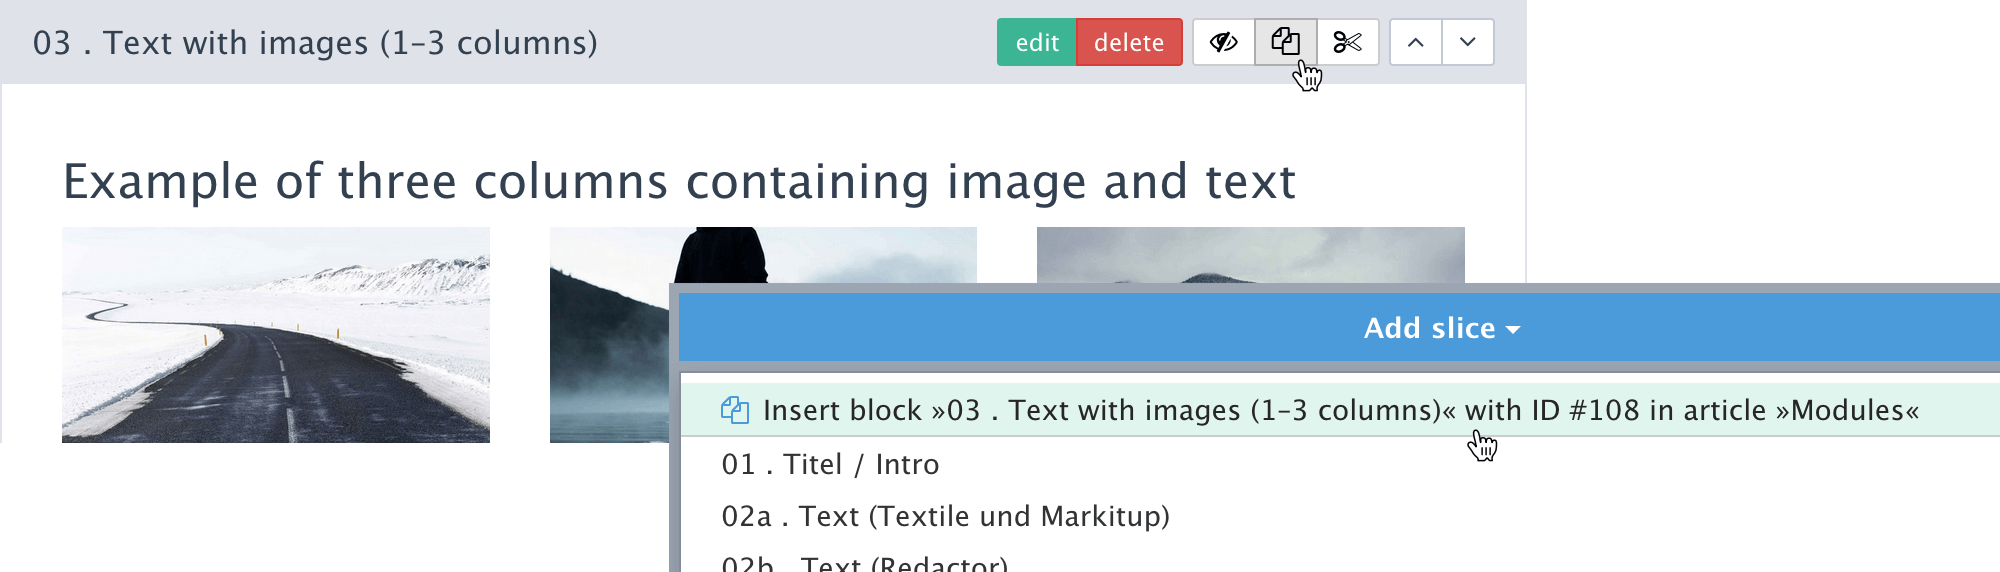 03 . Text with images (1–3 columns)
edit delete
Example of three columns containing image and text
Add slice
Insert block »03 . Text with images (1–3 columns)« with ID #108 in article »Modules«
01 . Titel / Intro
02a . Text (Textile und Markitup)
02b . Text (Redactor)